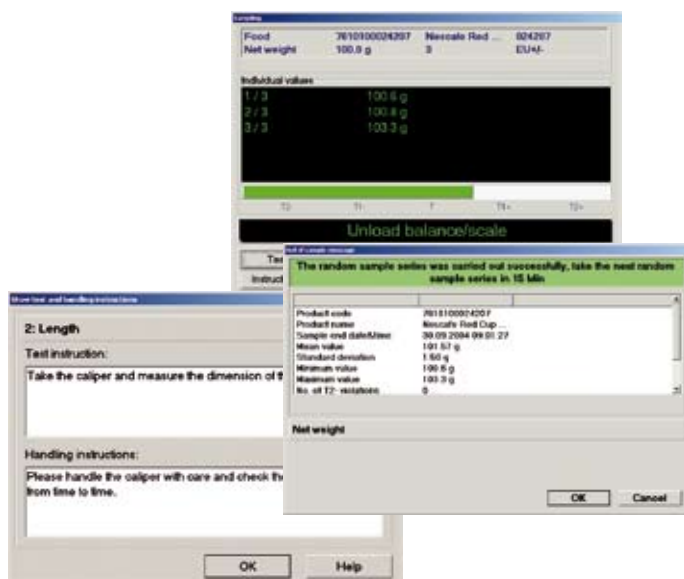 Sampling
Food 7610100024207 Nescafe Red ... 024207
Net weight 100.0 g 3 EU+/-
Individual values
1 / 3 100.6 g
2 / 3 100.8 g
3 / 3 103.3 g
T2- T1- T T1+ T2+
Unload balance/scale
The random sample series was carried out successfully, take the next random
sample series in 15 Min
Product code 7610100024207
Product name Nescafe Red Cup ...
Sample end date/time 30.09.2004 09:01:27
Mean value 101.57 g
Standard deviation 1.50 g
Minimum value 100.6 g
Maximum value 103.3 g
No. of T2- violations 0
Net weight
OK Cancel
Show test and handling instructions
2: Length
Test instruction:
Take the caliper and measure the dimension of
Handling instructions:
Please handle the caliper with care and check
from time to time.
OK Help